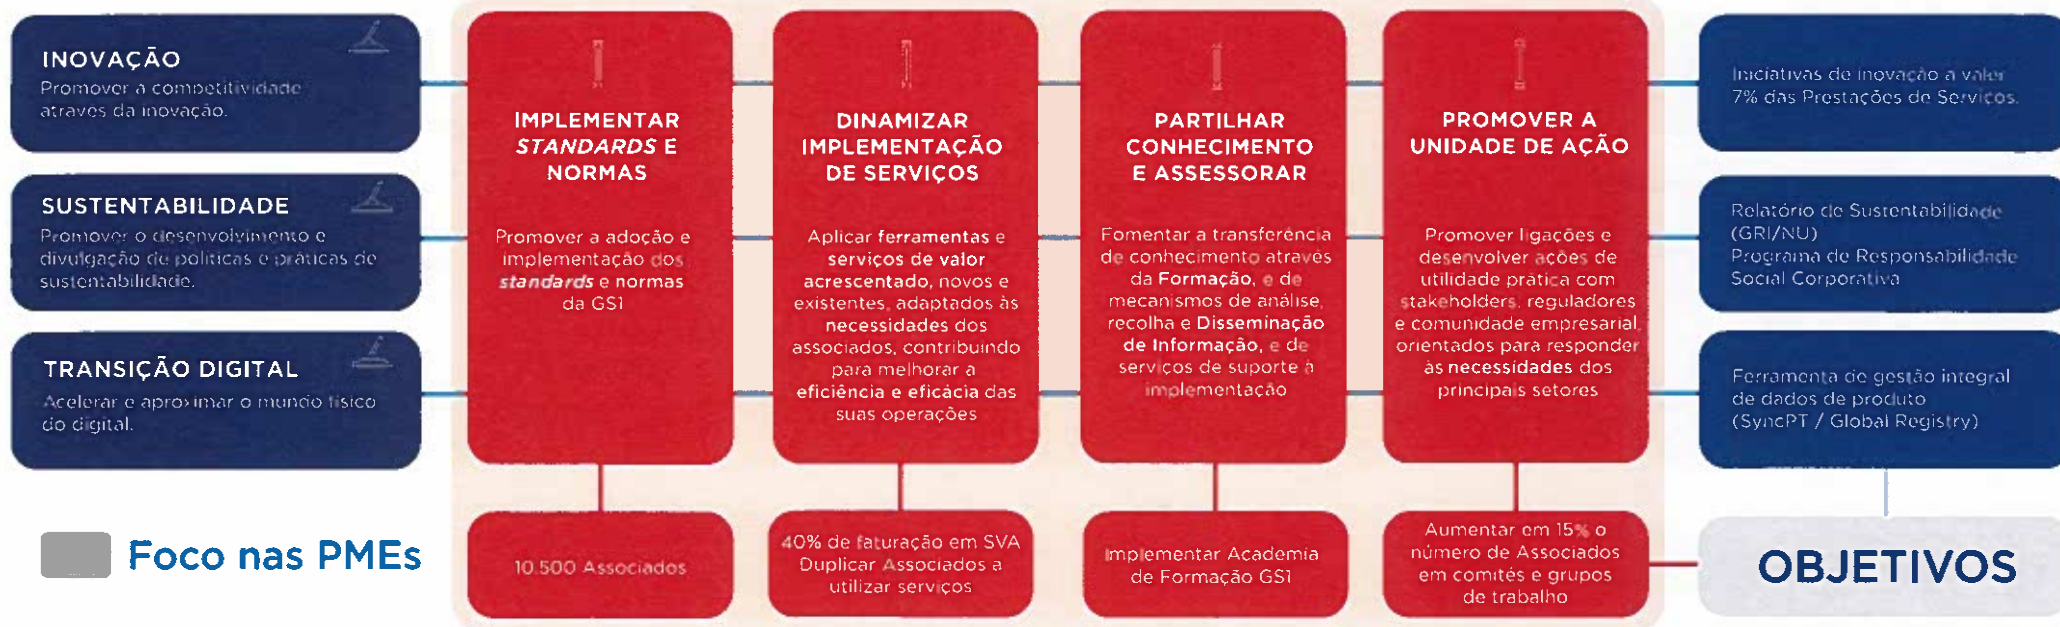 INOVAÇÃO
Promover a competitividade
através da inovação.
SUSTENTABILIDADE
Promover o desenvolvimento e
divulgação de políticas e práticas de
sustentabilidade.
TRANSIÇÃO DIGITAL
Acelerar e aproximar o mundo físico
do digital.
Foco nas PMEs
IMPLEMENTAR
STANDARDS E
NORMAS
Promover a adoção e
implementação dos
standards e normas
da GS1
10.500 Associados
DINAMIZAR
IMPLEMENTAÇÃO
DE SERVIÇOS
Aplicar ferramentas e
serviços de valor
acrescentado, novos e
existentes, adaptados às
necessidades dos
associados, contribuindo
para melhorar a
eficiência e eficácia das
suas operações
40% de faturação em SVA
Duplicar Associados a
utilizar serviços
PARTILHAR
CONHECIMENTO
E ASSESSORAR
Fomentar a transferência
de conhecimento através
da Formação, e de
mecanismos de análise,
recolha e Disseminação
de Informação, e de
serviços de suporte à
implementação
Implementar Academia
de Formação GS1
PROMOVER A
UNIDADE DE AÇÃO
Promover ligações e
desenvolver ações de
utilidade prática com
stakeholders, reguladores
e comunidade empresarial,
orientados para responder
às necessidades dos
principais setores
Aumentar em 15% o
número de Associados
em comités e grupos
de trabalho
Iniciativas de inovação a valer
7% das Prestações de Serviços.
Relatório de Sustentabilidade
(GRI/NU)
Programa de Responsabilidade
Social Corporativa
Ferramenta de gestão integral
de dados de produto
(SyncPT / Global Registry)
OBJETIVOS